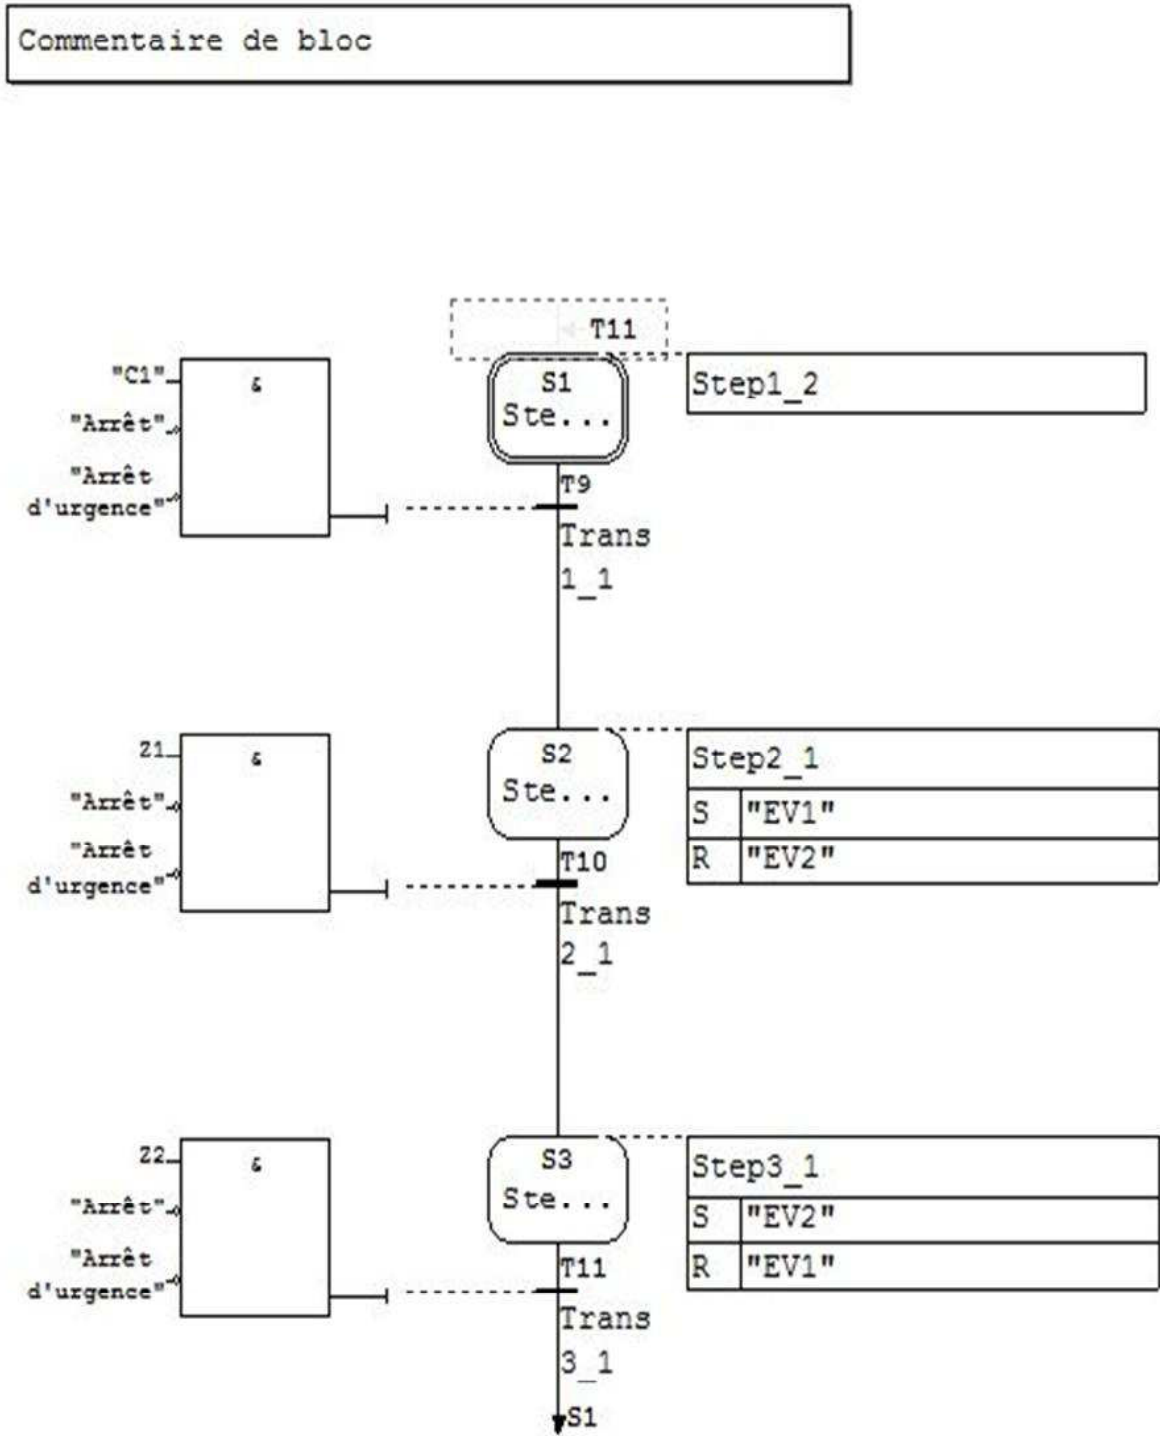 Commentaire de bloc
T11
"C1"
&
S1
Step1_2
"Arrêt"
Ste...
"Arrêt
d'urgence"
T9
Trans
1_1
Z1
&
S2
Step2_1
"Arrêt"
Ste...
S "EV1"
"Arrêt
d'urgence"
T10
R "EV2"
Trans
2_1
Z2
&
S3
Step3_1
"Arrêt"
Ste...
S "EV2"
"Arrêt
d'urgence"
T11
R "EV1"
Trans
3_1
S1